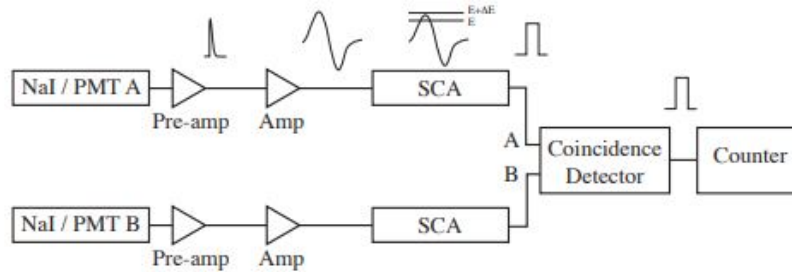 E+ΔE
E
NaI / PMT A
SCA
Pre-amp
Amp
A
B
Coincidence
Detector
Counter
NaI / PMT B
SCA
Pre-amp
Amp